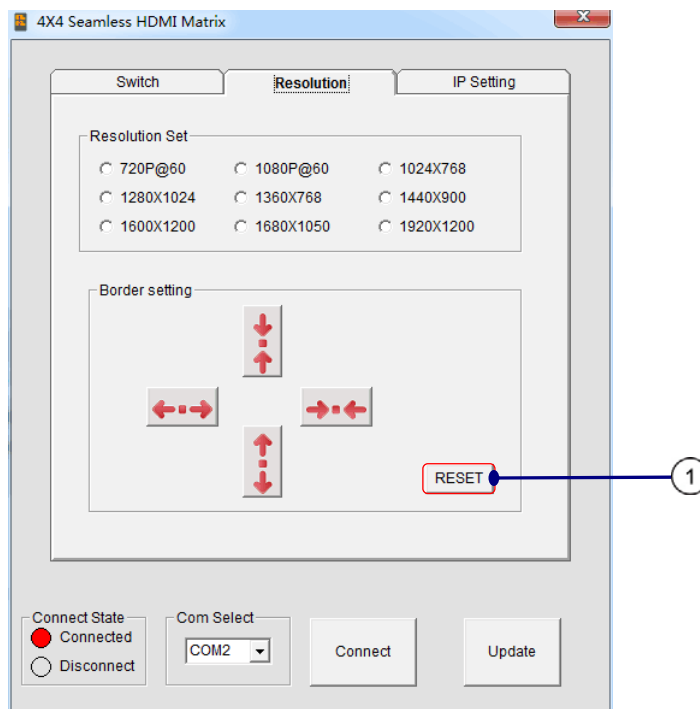 4X4 Seamless HDMI Matrix
x
Switch Resolution IP Setting
Resolution Set
720P@60 1080P@60 1024X768
1280X1024 1360X768 1440X900
1600X1200 1680X1050 1920X1200
Border setting
RESET
1
Connect State Com Select
Connected
COM2 Connect Update
Disconnect